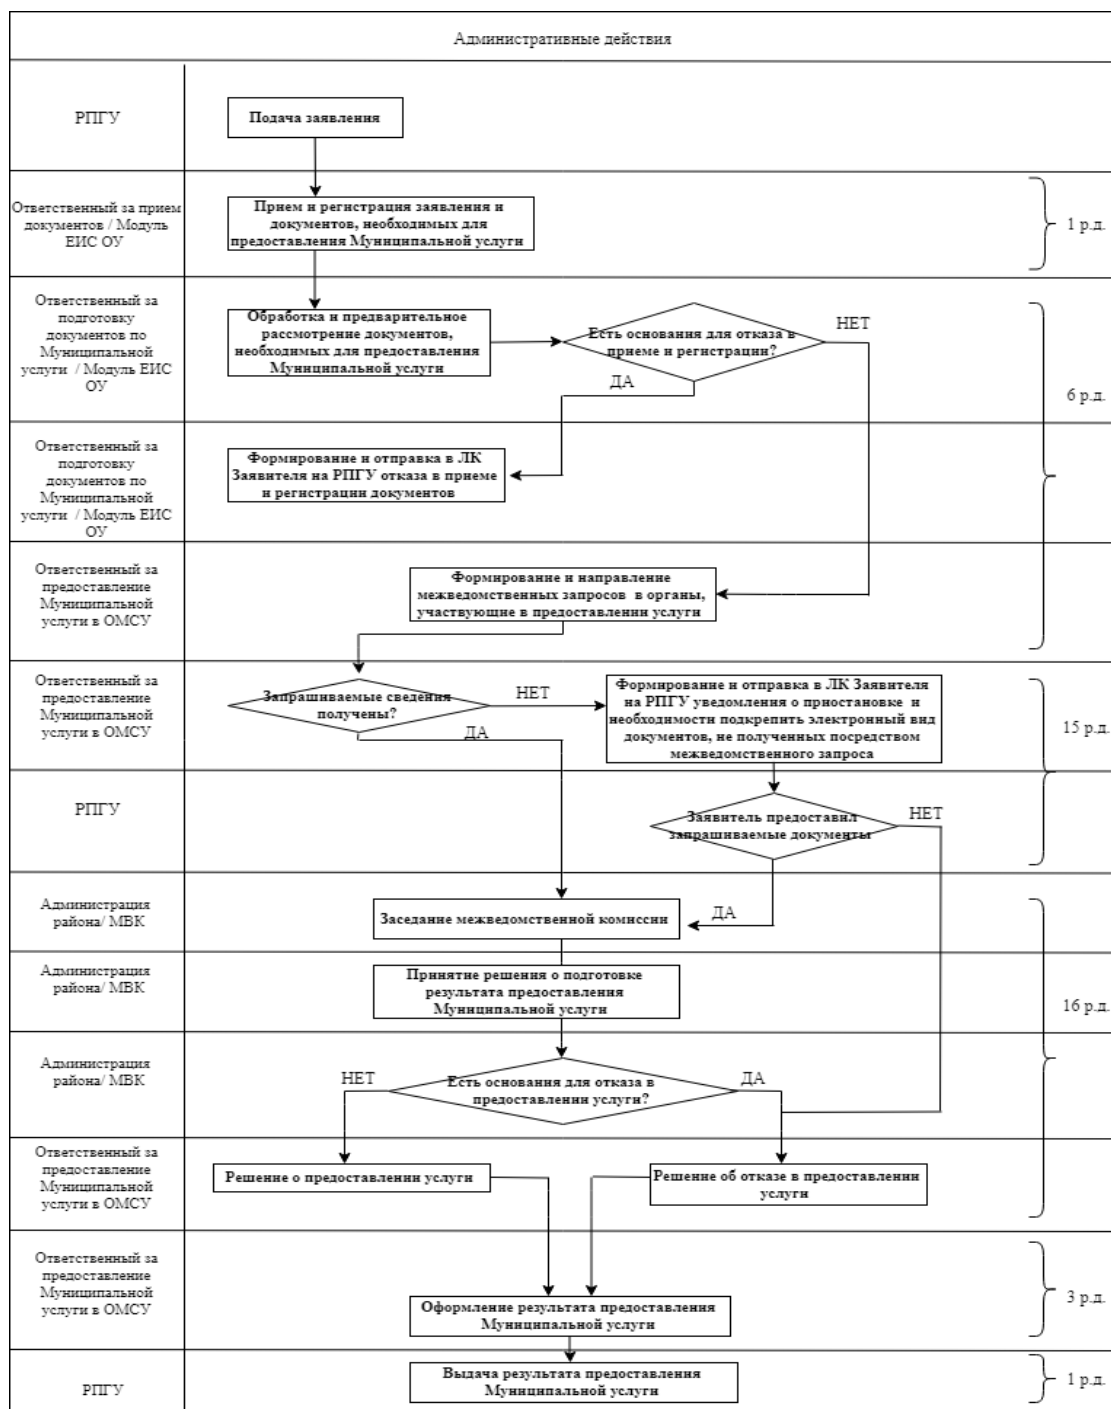 Административные действия
РПГУ
Подача заявления
Ответственный за прием
документов / Модуль
ЕИС ОУ
Прием и регистрация заявления и
документов, необходимых для
предоставления Муниципальной услуги
1 р.д.
Ответственный за
подготовку
документов по
Муниципальной
услуги / Модуль ЕИС
ОУ
Обработка и предварительное
рассмотрение документов,
необходимых для предоставления
Муниципальной услуги
Есть основания для отказа в
приеме и регистрации?
НЕТ
ДА
6 р.д.
Ответственный за
подготовку
документов по
Муниципальной
услуги / Модуль ЕИС
ОУ
Формирование и отправка в ЛК
Заявителя на РПГУ отказа в приеме
и регистрации документов
Ответственный за
предоставление
Муниципальной
услуги в ОМСУ
Формирование и направление
межведомственных запросов в органы,
участвующие в предоставлении услуги
Ответственный за
предоставление
Муниципальной
услуги в ОМСУ
Запрашиваемые сведения
получены?
НЕТ
ДА
Формирование и отправка в ЛК Заявителя
на РПГУ уведомления о приостановке и
необходимости подкрепить электронный вид
документов, не полученных посредством
межведомственного запроса
15 р.д.
РПГУ
Заявитель предоставил
запрашиваемые документы
НЕТ
ДА
Администрация
района/ МВК
Заседание межведомственной комиссии
Администрация
района/ МВК
Принятие решения о подготовке
результата предоставления
Муниципальной услуги
16 р.д.
Администрация
района/ МВК
НЕТ
Есть основания для отказа в
предоставлении услуги?
ДА
Ответственный за
предоставление
Муниципальной
услуги в ОМСУ
Решение о предоставлении услуги
Решение об отказе в предоставлении
услуги
Ответственный за
предоставление
Муниципальной
услуги в ОМСУ
Оформление результата предоставления
Муниципальной услуги
3 р.д.
РПГУ
Выдача результата предоставления
Муниципальной услуги
1 р.д.